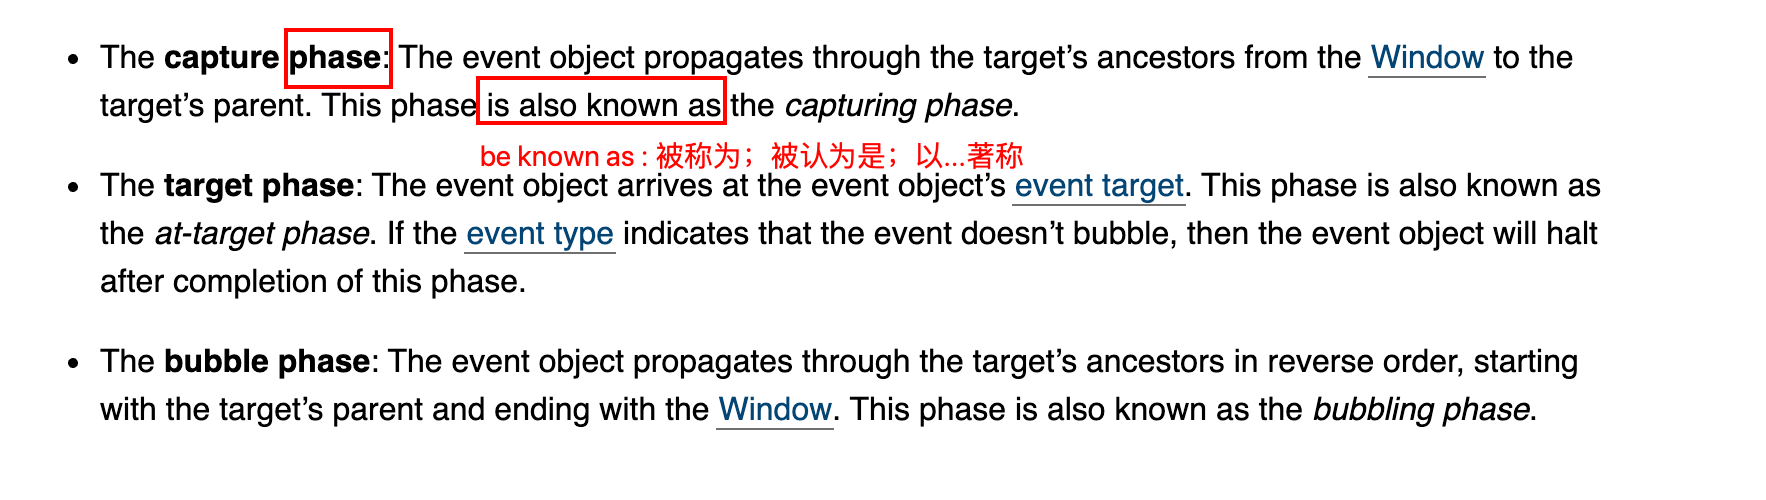 • The capture phase: The event object propagates through the target’s ancestors from the Window to the
target’s parent. This phase is also known as the capturing phase.
be known as : 被称为；被认为是；以...著称
• The target phase: The event object arrives at the event object’s event target. This phase is also known as
the at-target phase. If the event type indicates that the event doesn’t bubble, then the event object will halt
after completion of this phase.
• The bubble phase: The event object propagates through the target’s ancestors in reverse order, starting
with the target’s parent and ending with the Window. This phase is also known as the bubbling phase.